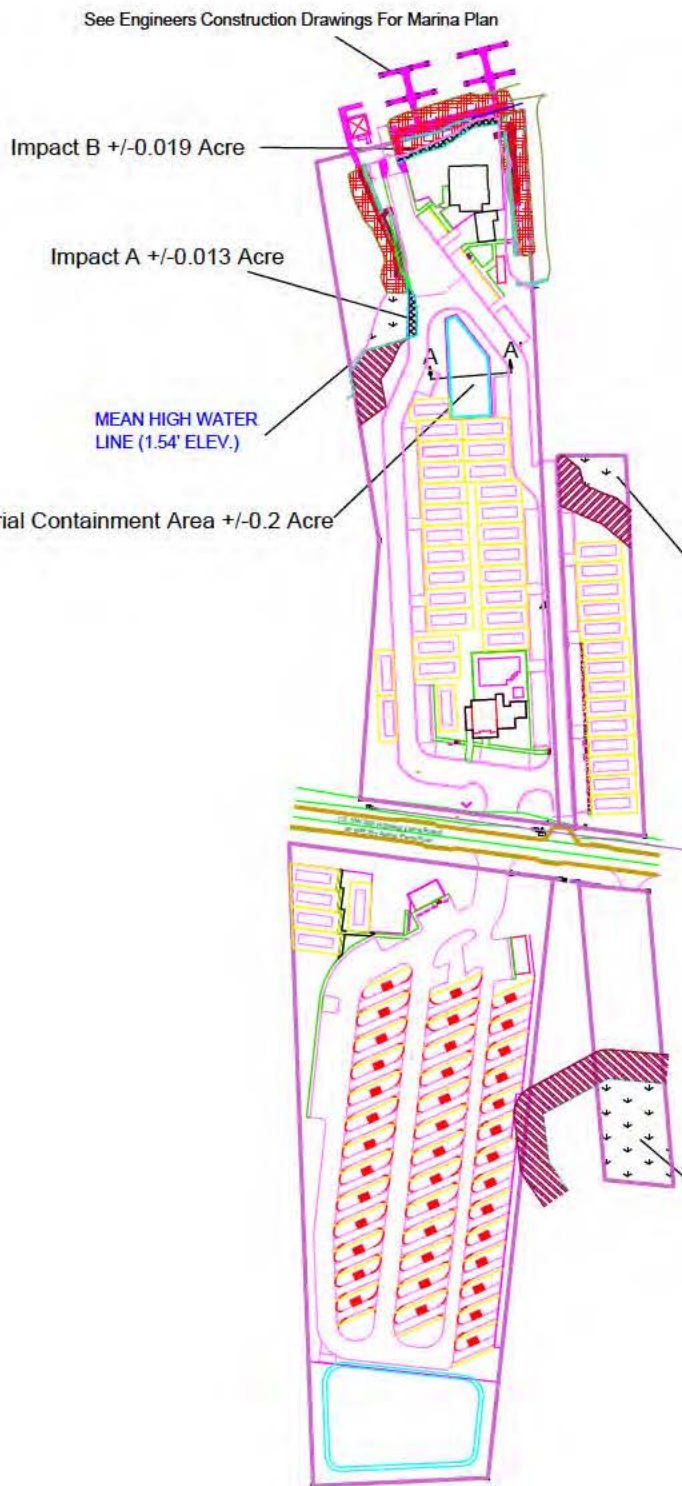 See Engineers Construction Drawings For Marina Plan
Impact B +/-0.019 Acre
Impact A +/-0.013 Acre
A A'
MEAN HIGH WATER
LINE (1.54' ELEV.)
rial Containment Area +/-0.2 Acre